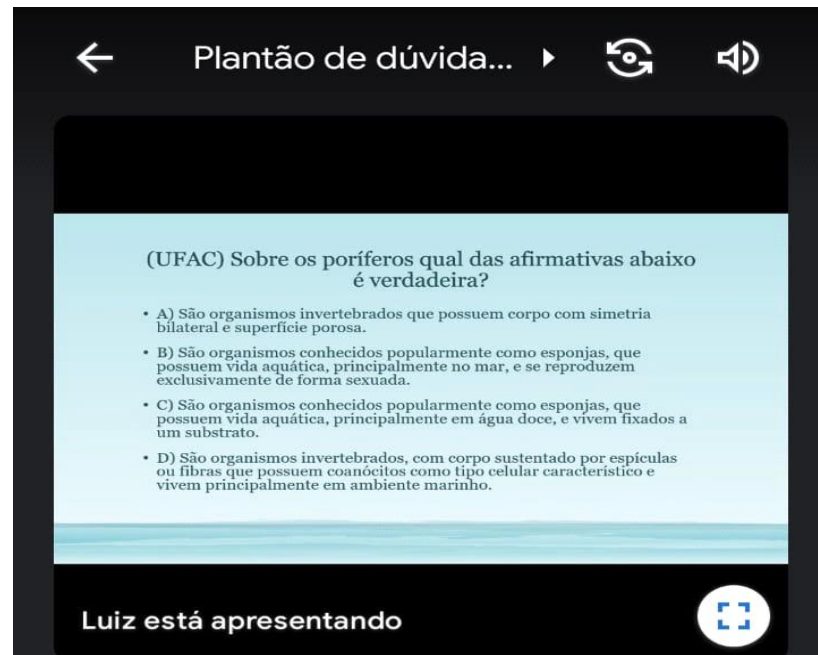 Plantão de dúvida...
(UFAC) Sobre os poríferos qual das afirmativas abaixo
é verdadeira?
• A) São organismos invertebrados que possuem corpo com simetria
bilateral e superfície porosa.
• B) São organismos conhecidos popularmente como esponjas, que
possuem vida aquática, principalmente no mar, e se reproduzem
exclusivamente de forma sexuada.
• C) São organismos conhecidos popularmente como esponjas, que
possuem vida aquática, principalmente em água doce, e vivem fixados a
um substrato.
• D) São organismos invertebrados, com corpo sustentado por espículas
ou fibras que possuem coanócitos como tipo celular característico e
vivem principalmente em ambiente marinho.
Luiz está apresentando